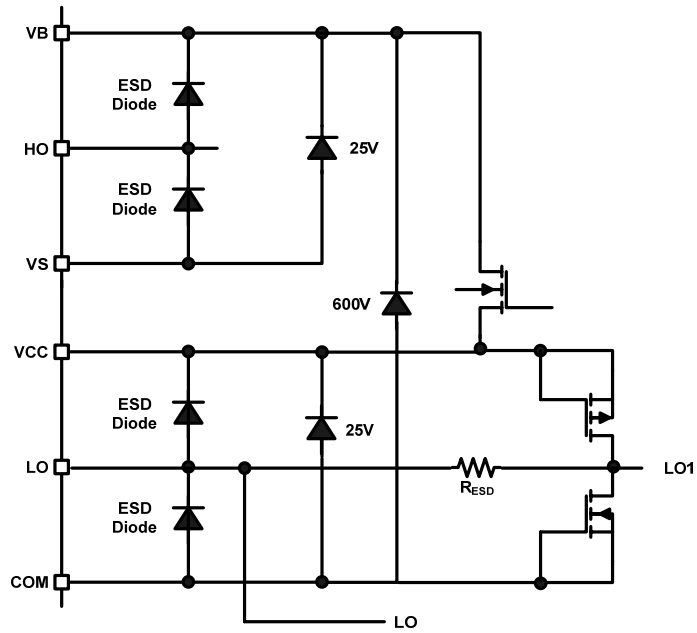 VB
ESD
Diode
HO
25V
ESD
Diode
VS
600V
VCC
ESD
Diode
25V
LO
LO1
RESD
ESD
Diode
COM
LO